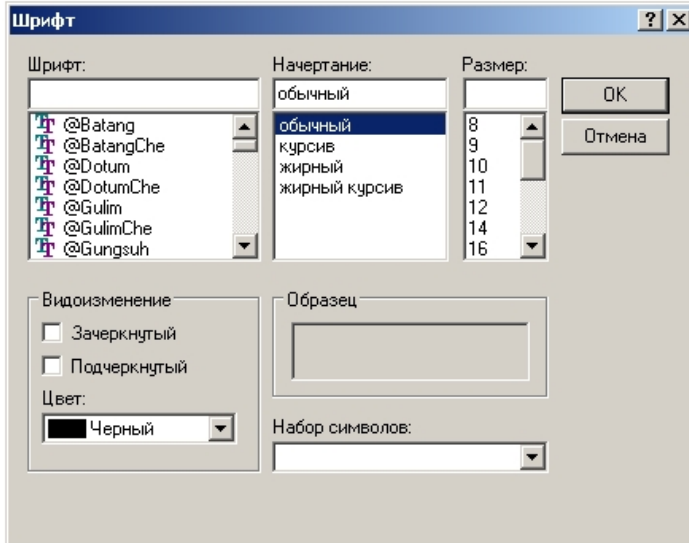 Шрифт
Шрифт:
@Batang
@BatangChe
@Dotum
@DotumChe
@Gulim
@GulimChe
@Gungsuh
Начертание:
обычный
обычный
курсив
жирный
жирный курсив
Размер:
8
9
10
11
12
14
16
OK
Отмена
Видоизменение
Зачеркнутый
Подчеркнутый
Цвет:
Черный
Образец
Набор символов: